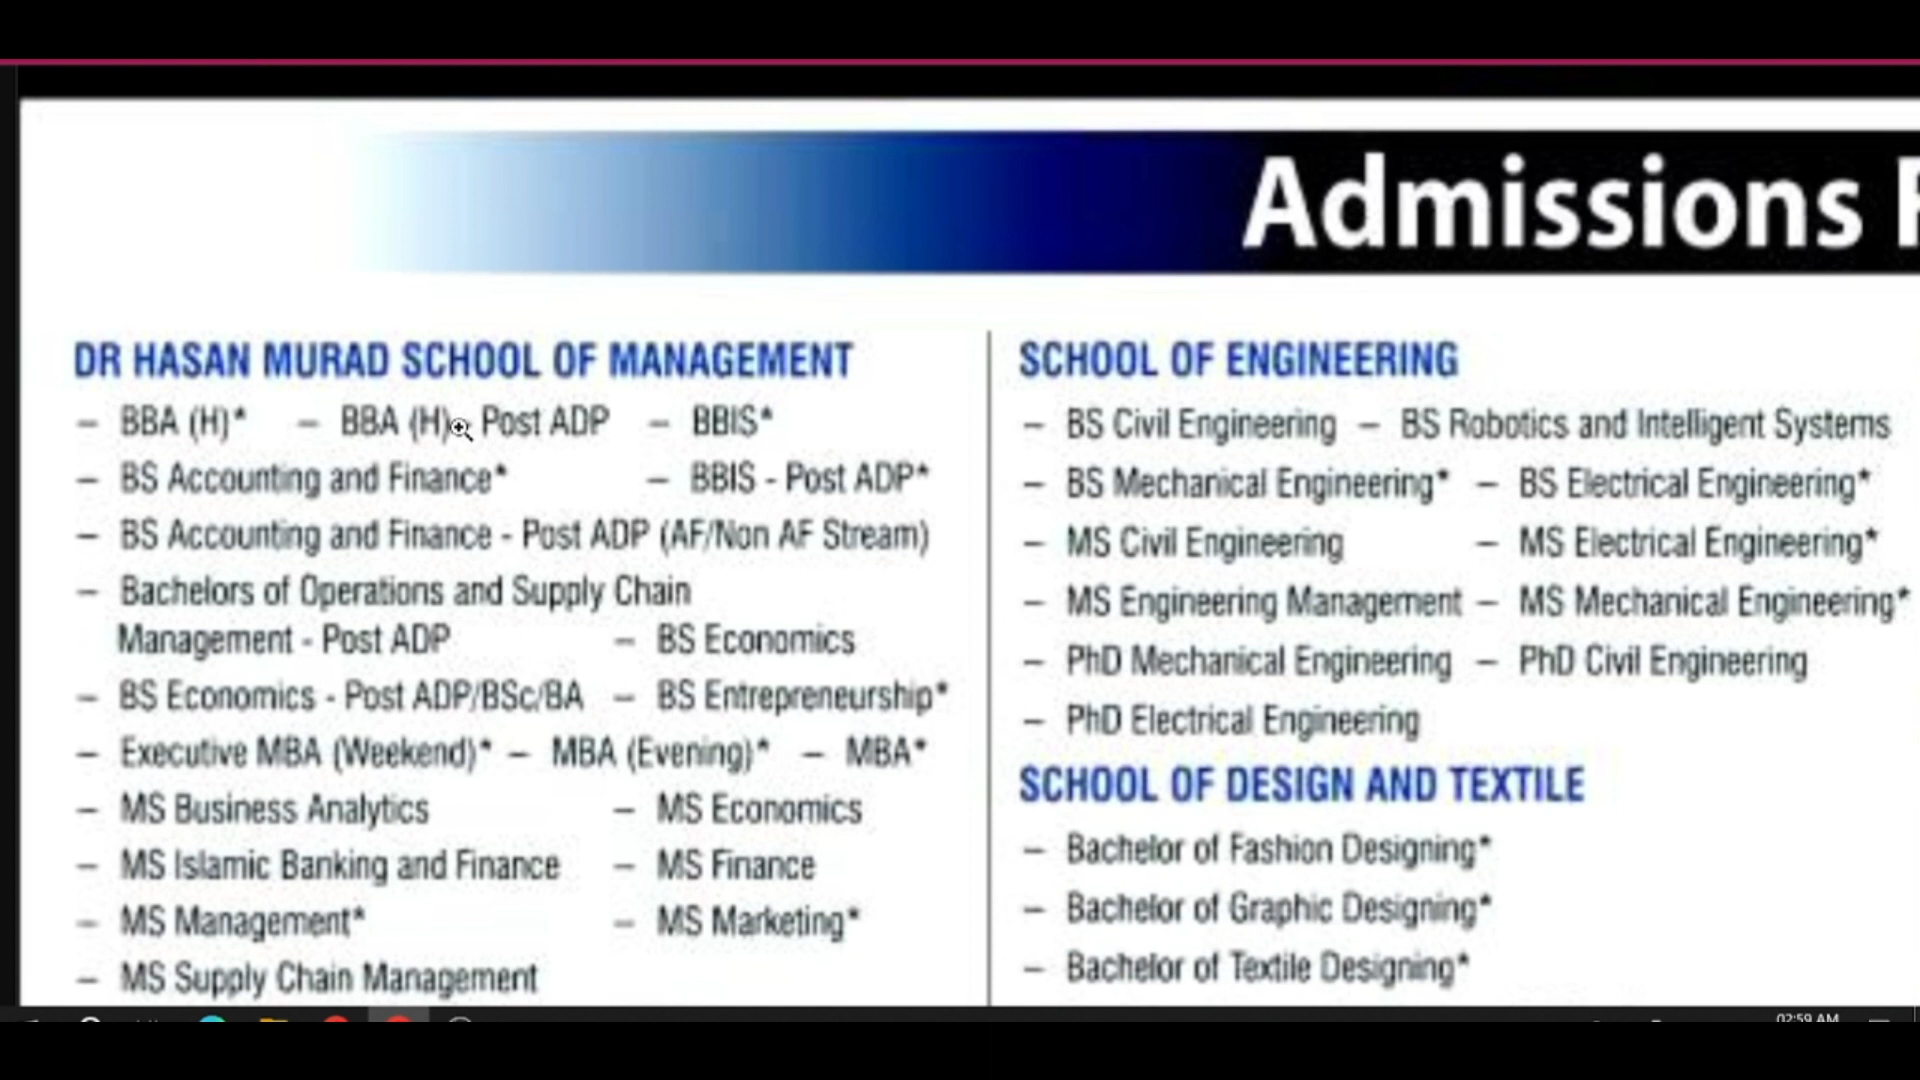 Admissions
DR HASAN MURAD SCHOOL OF MANAGEMENT
– BBA (H)* – BBA (H) Post ADP – BBIS*
– BS Accounting and Finance* – BBIS - Post ADP*
– BS Accounting and Finance - Post ADP (AF/Non AF Stream)
– Bachelors of Operations and Supply Chain
Management - Post ADP – BS Economics
– BS Economics - Post ADP/BSc/BA – BS Entrepreneurship*
– Executive MBA (Weekend)* – MBA (Evening)* – MBA*
– MS Business Analytics – MS Economics
– MS Islamic Banking and Finance – MS Finance
– MS Management* – MS Marketing*
– MS Supply Chain Management
SCHOOL OF ENGINEERING
– BS Civil Engineering – BS Robotics and Intelligent Systems
– BS Mechanical Engineering* – BS Electrical Engineering*
– MS Civil Engineering – MS Electrical Engineering*
– MS Engineering Management – MS Mechanical Engineering*
– PhD Mechanical Engineering – PhD Civil Engineering
– PhD Electrical Engineering
SCHOOL OF DESIGN AND TEXTILE
– Bachelor of Fashion Designing*
– Bachelor of Graphic Designing*
– Bachelor of Textile Designing*
02:59 AM